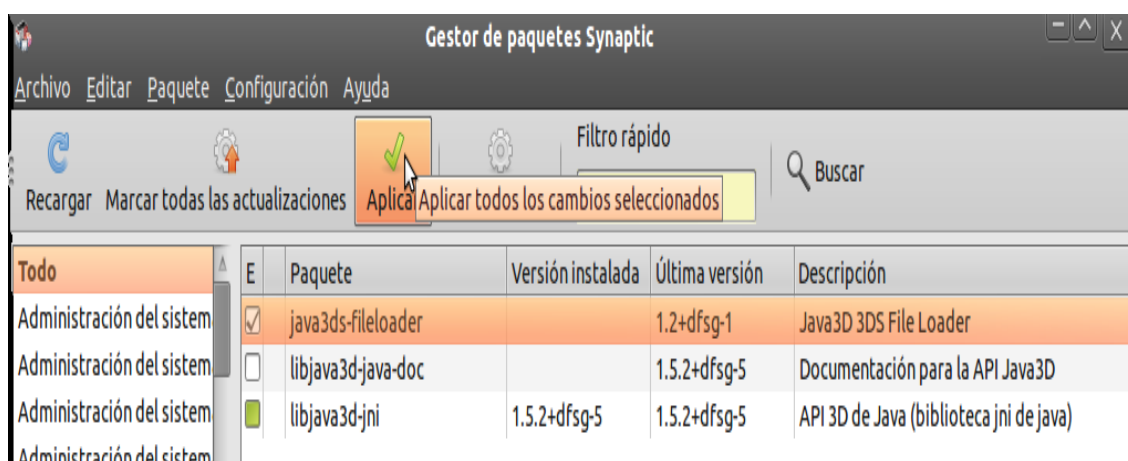 Gestor de paquetes Synaptic
Archivo Editar Paquete Configuración Ayuda
Filtro rápido
Recargar Marcar todas las actualizaciones Aplicar Buscar
Aplicar todos los cambios seleccionados
Todo
E Paquete Versión instalada Última versión Descripción
Administración del sistem
java3ds-fileloader 1.2+dfsg-1 Java3D 3DS File Loader
Administración del sistem
libjava3d-java-doc 1.5.2+dfsg-5 Documentación para la API Java3D
Administración del sistem
libjava3d-jni 1.5.2+dfsg-5 1.5.2+dfsg-5 API 3D de Java (biblioteca jni de java)
Administración del sistem